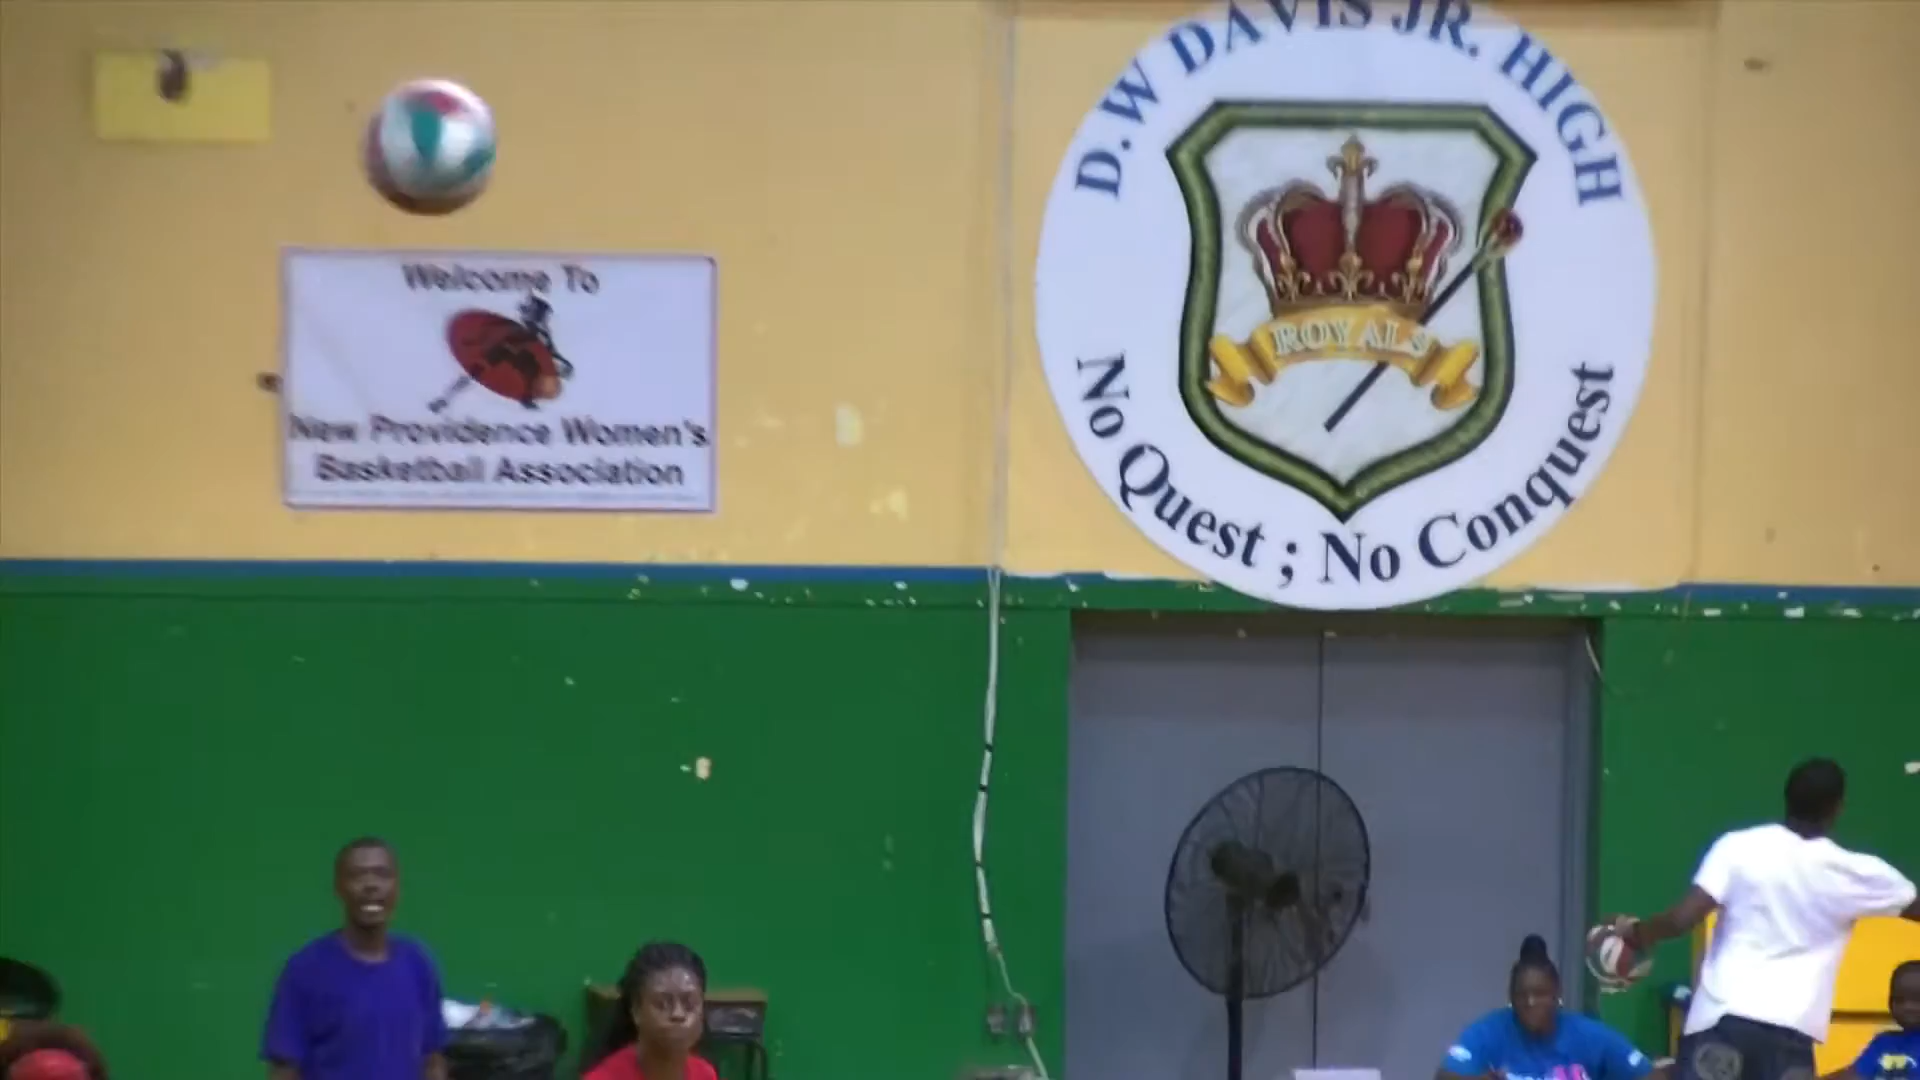 D.W DAVIS JR. HIGH
Welcome To
New Providence Women's
Basketball Association
ROYALS
No Quest ; No Conquest